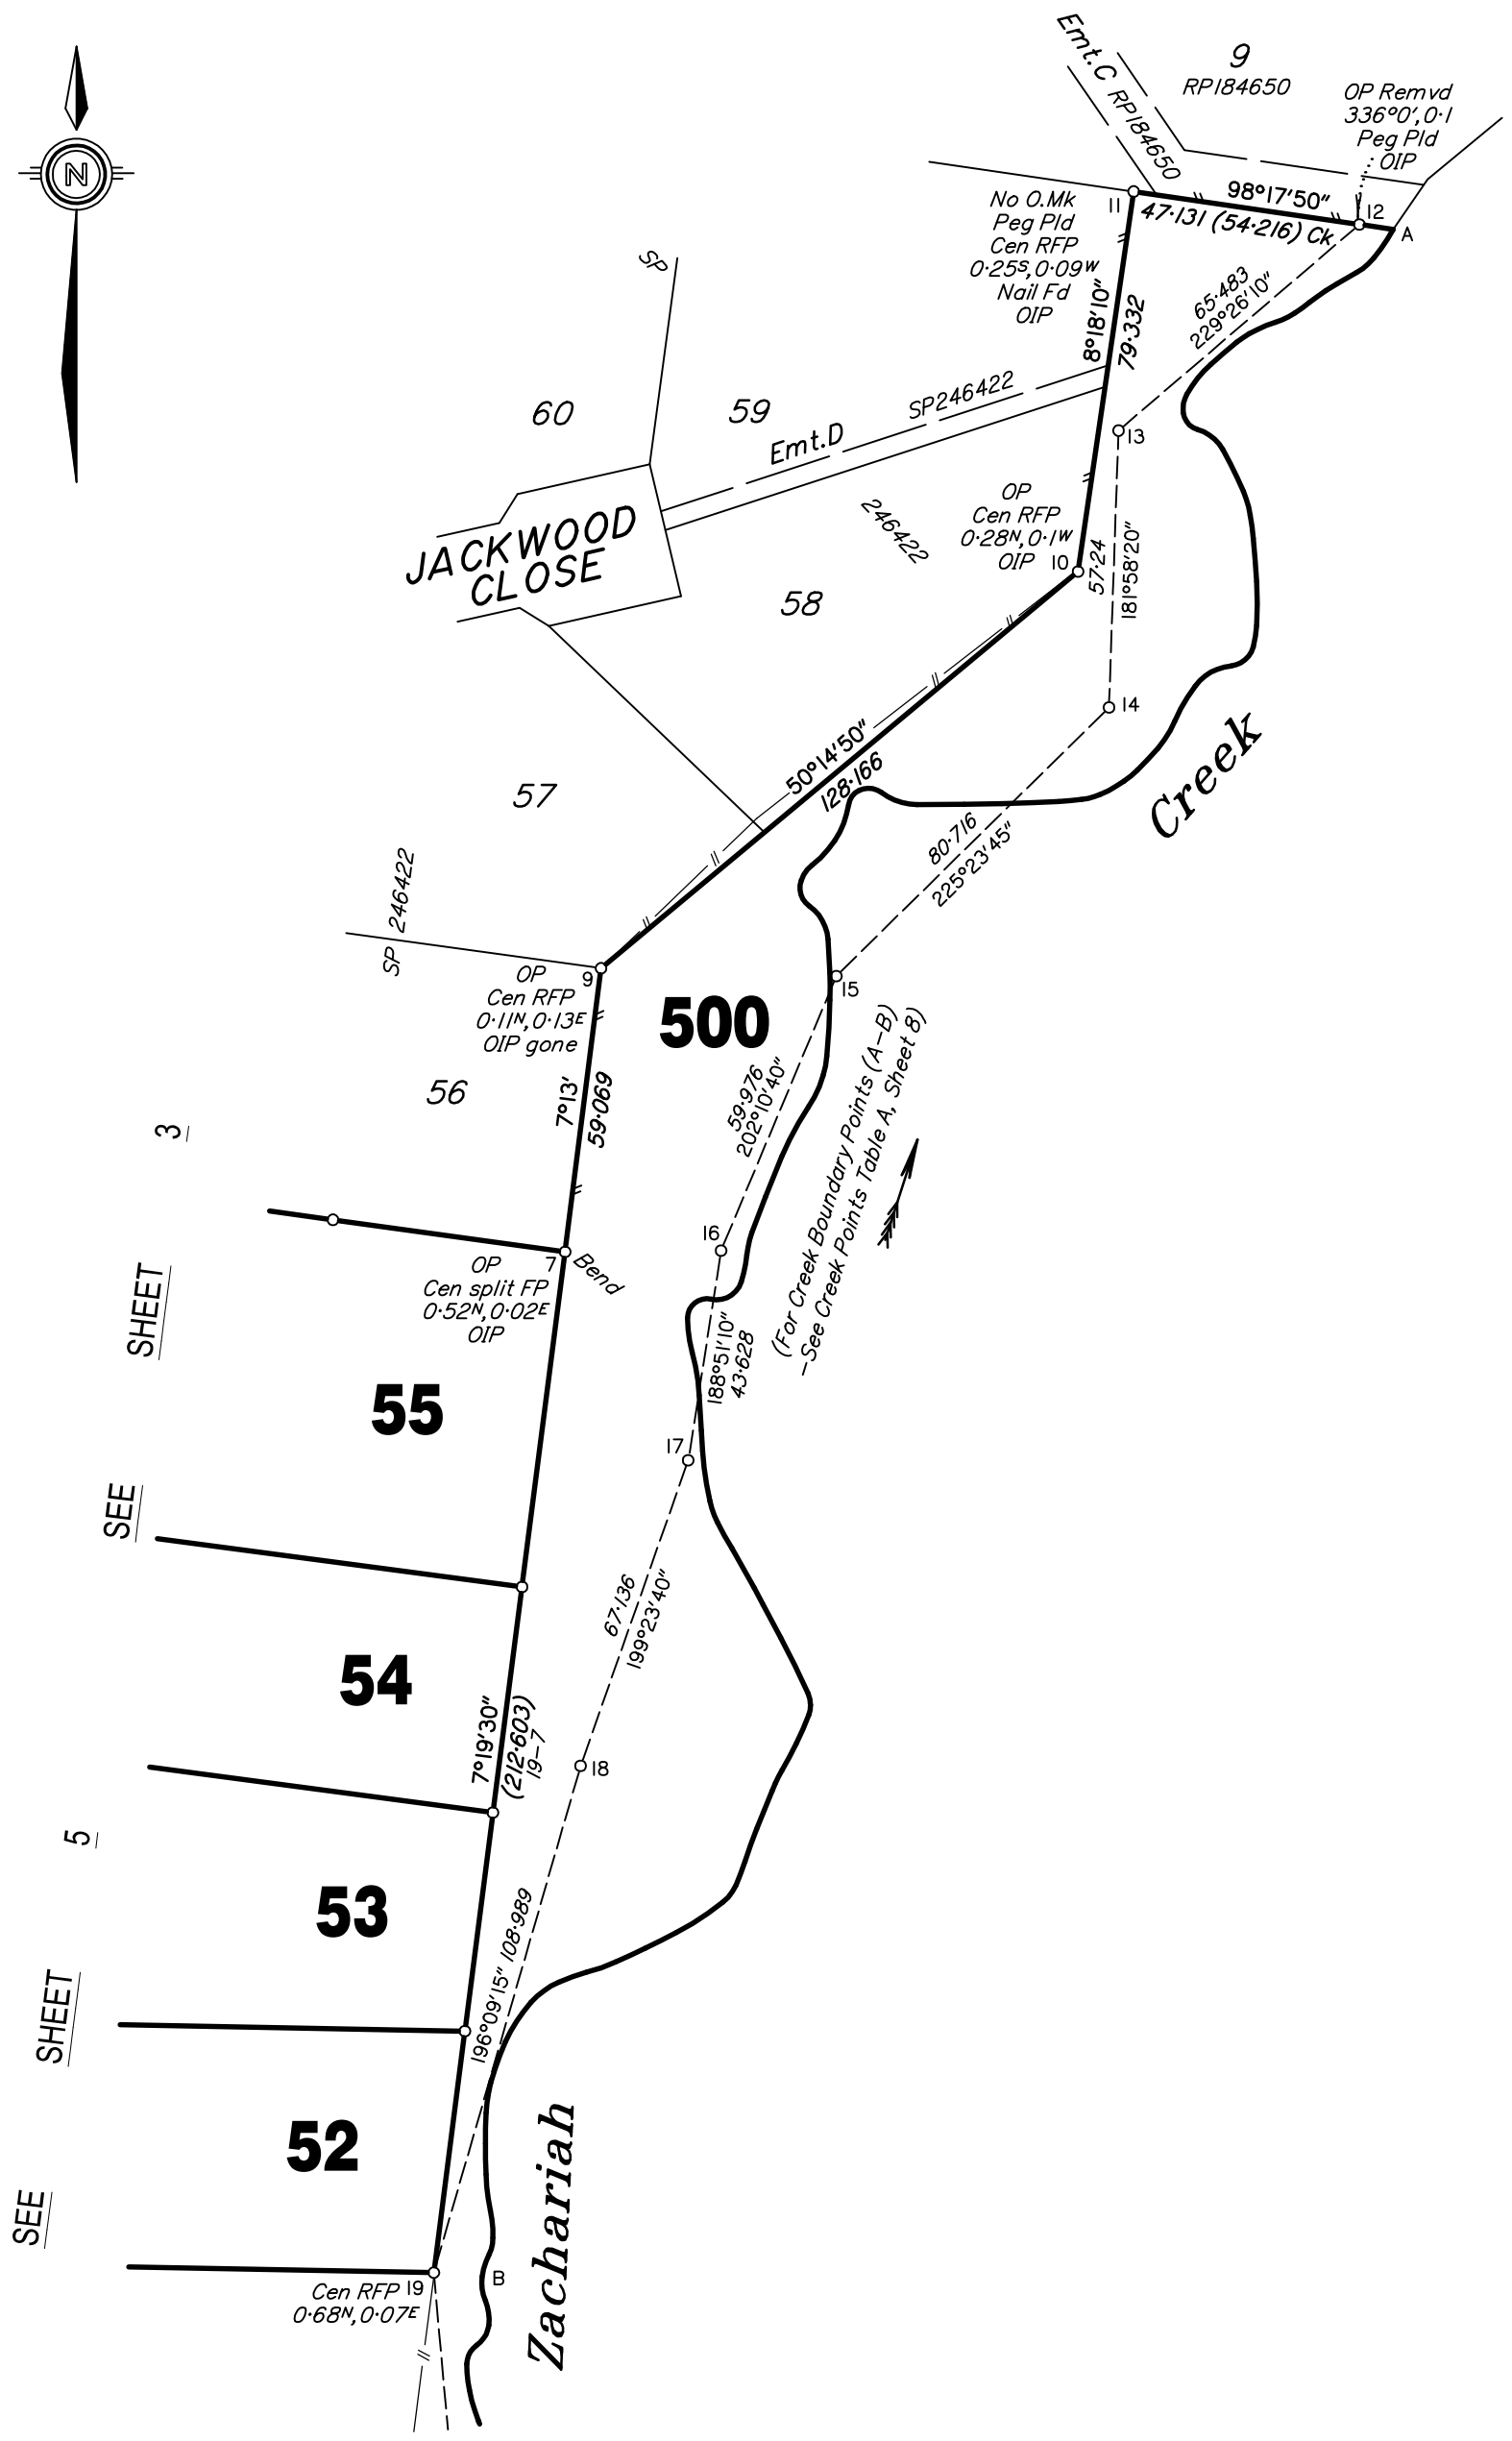 N
Emt.C RP184650
9
RP184650
OP Remvd
336°0',0·1
Peg Pld
OIP
98°17'50"
47·131 (54·216) Ck
11
12
A
No O.Mk
Peg Pld
Cen RFP
0·25S,0·09W
Nail Fd
OIP
8°18'10"
79·332
65·483
229°26'10"
13
SP
246422
60
59
Emt.D
SP246422
JACKWOOD
CLOSE
58
OP
Cen RFP
0·28N,0·1W
OIP
10
57·24
181°58'20"
14
50°14'50"
128·166
Creek
57
80·716
225°23'45"
SP 246422
9
OP
Cen RFP
0·11N,0·13E
OIP gone
500
15
56
7°13'
59·069
59·976
202°10'40"
(For Creek Boundary Points (A-B)
-See Creek Points Table A, Sheet 8)
3
SHEET
SEE
16
7
Bend
OP
Cen split FP
0·52N,0·02E
OIP
188°51'10"
43·628
55
17
67·136
199°23'40"
54
7°19'30"
(212·603)
19-7
18
5
SHEET
SEE
53
196°09'15" 108·989
52
Zachariah
B
Cen RFP
0·68N,0·07E
19